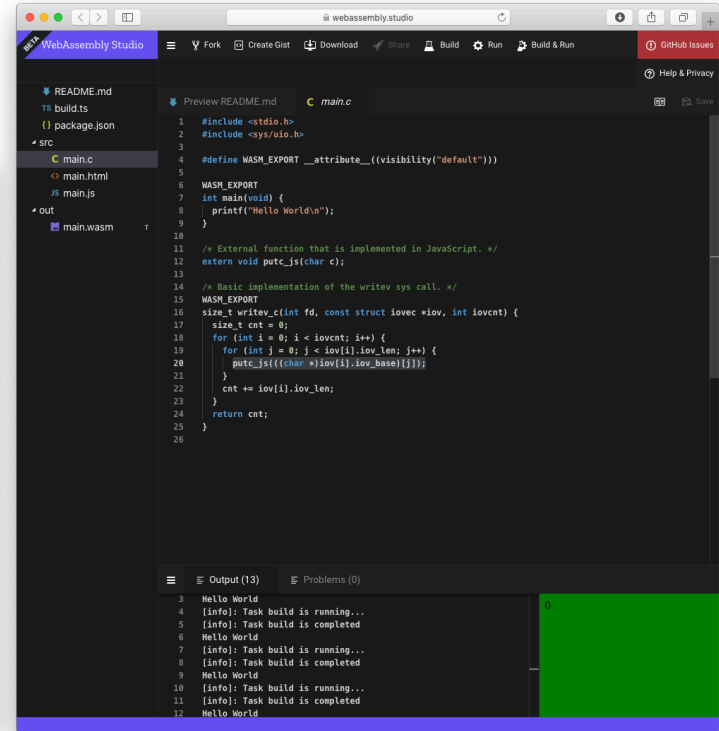 webassembly.studio
BETA
WebAssembly Studio
Fork Create Gist Download Share Build Run Build & Run GitHub Issues
Help & Privacy
README.md
TS build.ts
{} package.json
src
C main.c
<> main.html
JS main.js
out
main.wasm T
Preview README.md C main.c Save
1 #include <stdio.h>
2 #include <sys/uio.h>
3
4 #define WASM_EXPORT __attribute__((visibility("default")))
5
6 WASM_EXPORT
7 int main(void) {
8 printf("Hello World\n");
9 }
10
11 /* External function that is implemented in JavaScript. */
12 extern void putc_js(char c);
13
14 /* Basic implementation of the writev sys call. */
15 WASM_EXPORT
16 size_t writev_c(int fd, const struct iovec *iov, int iovcnt) {
17 size_t cnt = 0;
18 for (int i = 0; i < iovcnt; i++) {
19 for (int j = 0; j < iov[i].iov_len; j++) {
20 putc_js(((char *)iov[i].iov_base)[j]);
21 }
22 cnt += iov[i].iov_len;
23 }
24 return cnt;
25 }
26
Output (13) Problems (0)
3 Hello World
4 [info]: Task build is running...
5 [info]: Task build is completed
6 Hello World
7 [info]: Task build is running...
8 [info]: Task build is completed
9 Hello World
10 [info]: Task build is running...
11 [info]: Task build is completed
12 Hello World
0